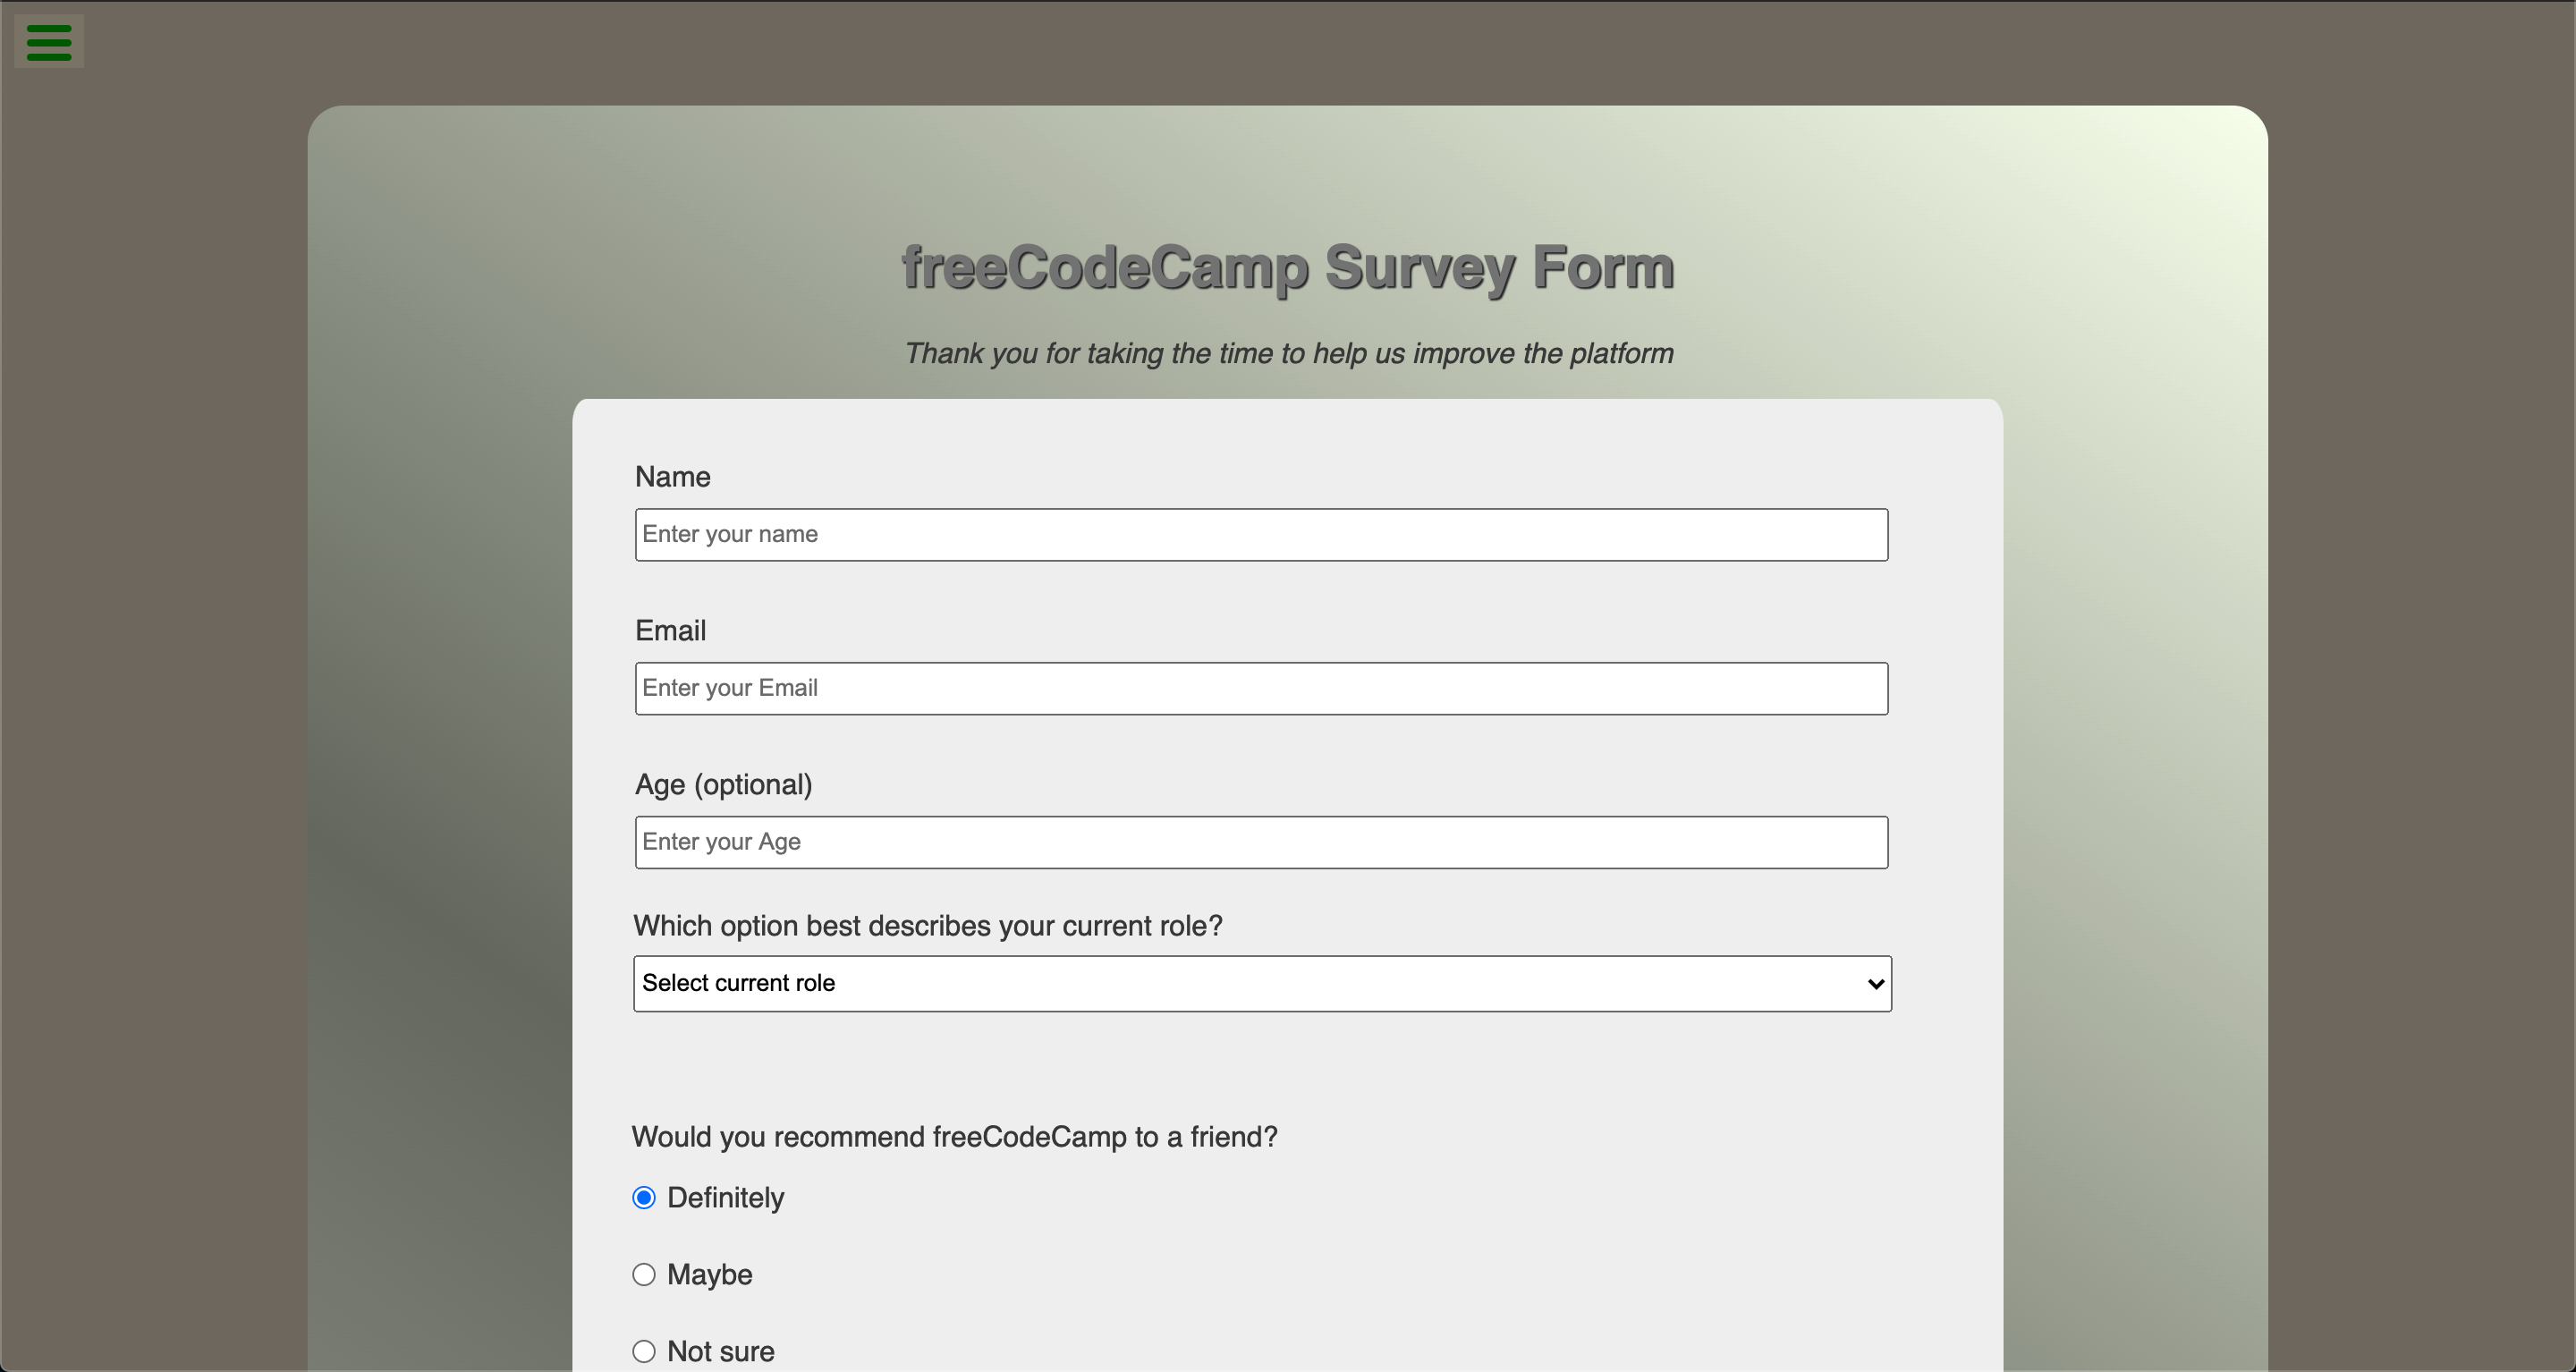 freeCodeCamp Survey Form
Thank you for taking the time to help us improve the platform
Name
Enter your name
Email
Enter your Email
Age (optional)
Enter your Age
Which option best describes your current role?
Select current role
Would you recommend freeCodeCamp to a friend?
Definitely
Maybe
Not sure